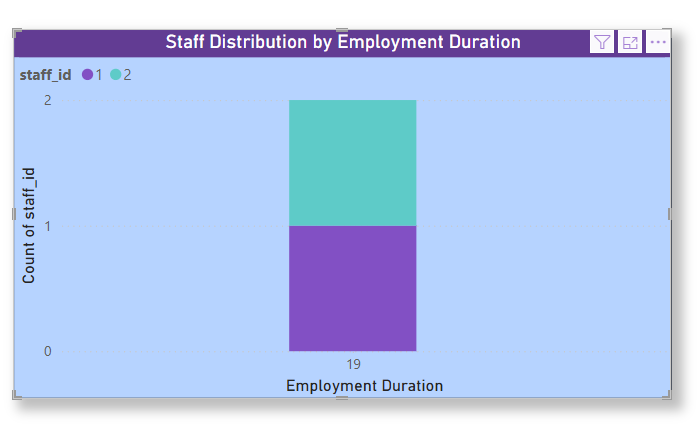 Staff Distribution by Employment Duration
staff_id 1 2
2
Count of staff_id
1
0
19
Employment Duration